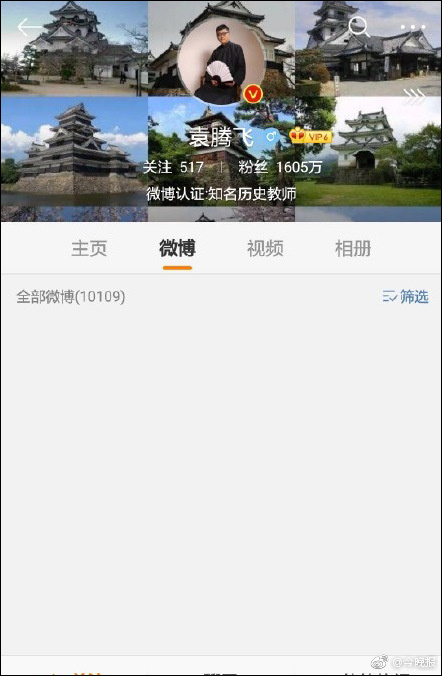 袁腾飞
VIP6
关注 517 | 粉丝 1605万
微博认证:知名历史教师
主页 微博 视频 相册
全部微博(10109)
筛选